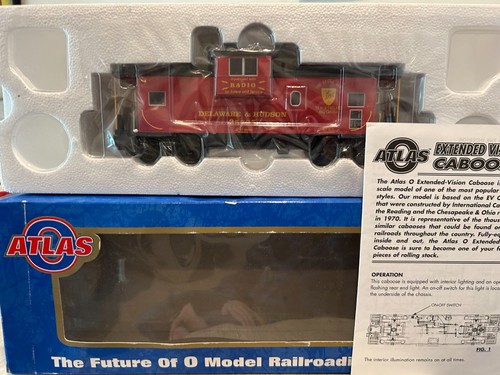 RADIO
DELAWARE & HUDSON
ATLAS
O
The Future Of O Model Railroadi
ATLAS EXTENDED VI
CABOO
The Atlas O Extended-Vision Caboose i
scale model of one of the most popular
styles. Our model is based on the EV C
that were constructed by International Ca
the Reading and the Chesapeake & Ohio
in 1970. It is representative of the thous
similar cabooses that could be found or
railroads throughout the country. Fully-eq
inside and out, the Atlas O Extended
Caboose is sure to become one of your f
pieces of rolling stock.
OPERATION
This caboose is equipped with interior lighting and an ope
flashing rear end light. An on-off switch for this light is locat
the underside of the chassis.
ON-OFF SWITCH
FIG. 1
The interior illumination remains on at all times.